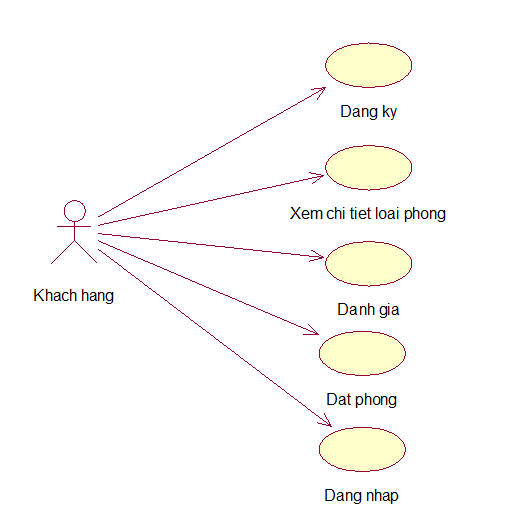 Dang ky
Xem chi tiet loai phong
Khach hang
Danh gia
Dat phong
Dang nhap